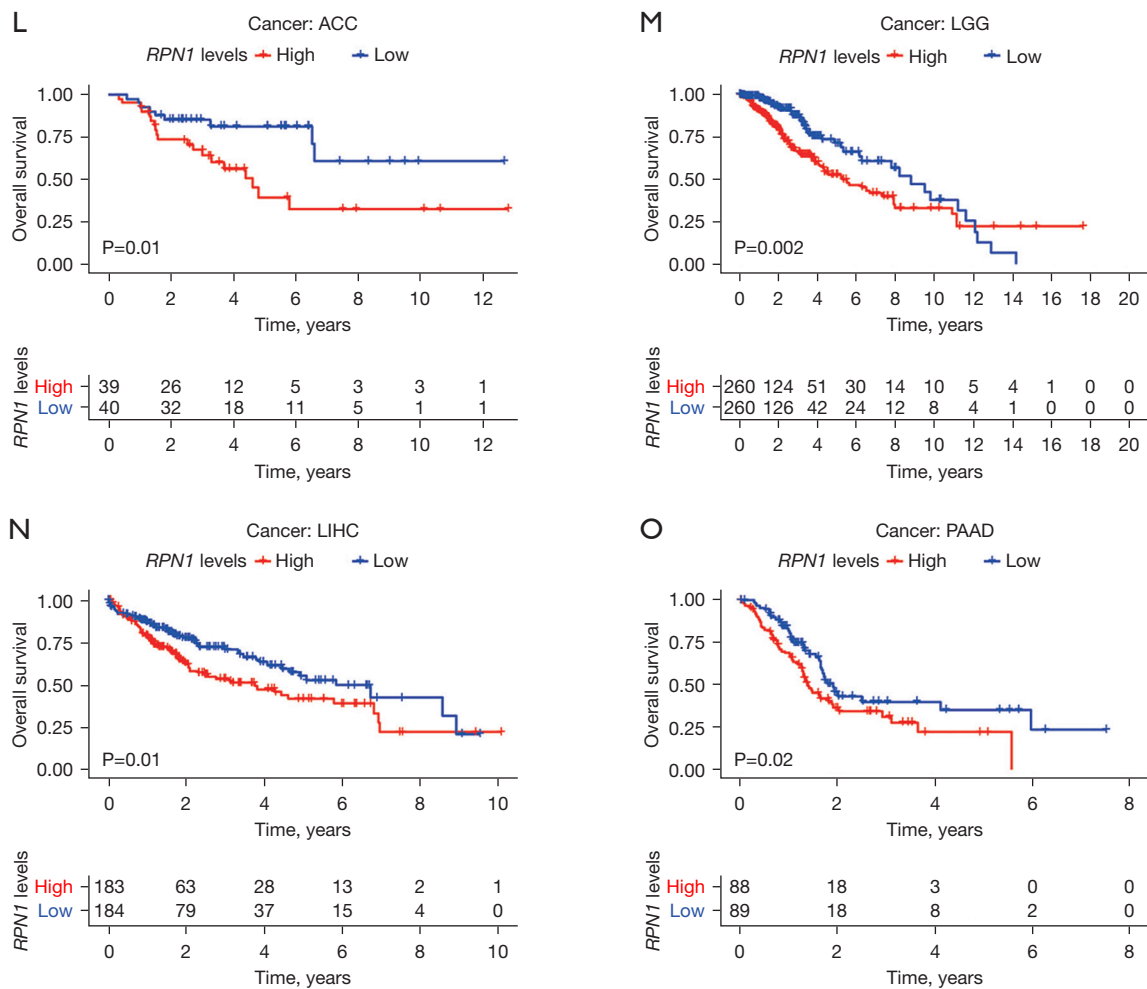 L
Cancer: ACC
RPN1 levels High Low
1.00
0.75
0.50
0.25
0.00
Overall survival
P=0.01
0 2 4 6 8 10 12
Time, years
RPN1 levels
High 39 26 12 5 3 3 1
Low 40 32 18 11 5 1 1
0 2 4 6 8 10 12
Time, years
M
Cancer: LGG
RPN1 levels High Low
1.00
0.75
0.50
0.25
0.00
Overall survival
P=0.002
0 2 4 6 8 10 12 14 16 18 20
Time, years
RPN1 levels
High 260 124 51 30 14 10 5 4 1 0 0
Low 260 126 42 24 12 8 4 1 0 0 0
0 2 4 6 8 10 12 14 16 18 20
Time, years
N
Cancer: LIHC
RPN1 levels High Low
1.00
0.75
0.50
0.25
0.00
Overall survival
P=0.01
0 2 4 6 8 10
Time, years
RPN1 levels
High 183 63 28 13 2 1
Low 184 79 37 15 4 0
0 2 4 6 8 10
Time, years
O
Cancer: PAAD
RPN1 levels High Low
1.00
0.75
0.50
0.25
0.00
Overall survival
P=0.02
0 2 4 6 8
Time, years
RPN1 levels
High 88 18 3 0 0
Low 89 18 8 2 0
0 2 4 6 8
Time, years